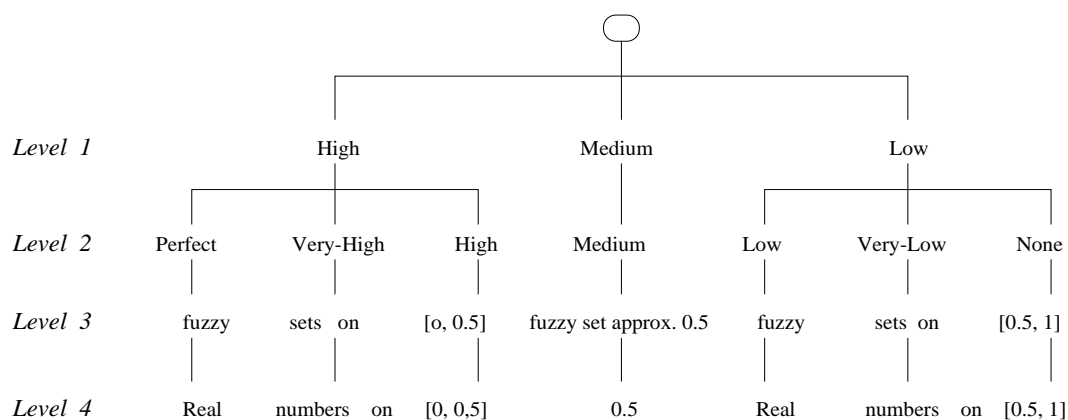 Level 1 High Medium Low
Level 2 Perfect Very-High High Medium Low Very-Low None
Level 3 fuzzy sets on [o, 0.5] fuzzy set approx. 0.5 fuzzy sets on [0.5, 1]
Level 4 Real numbers on [0, 0,5] 0.5 Real numbers on [0.5, 1]